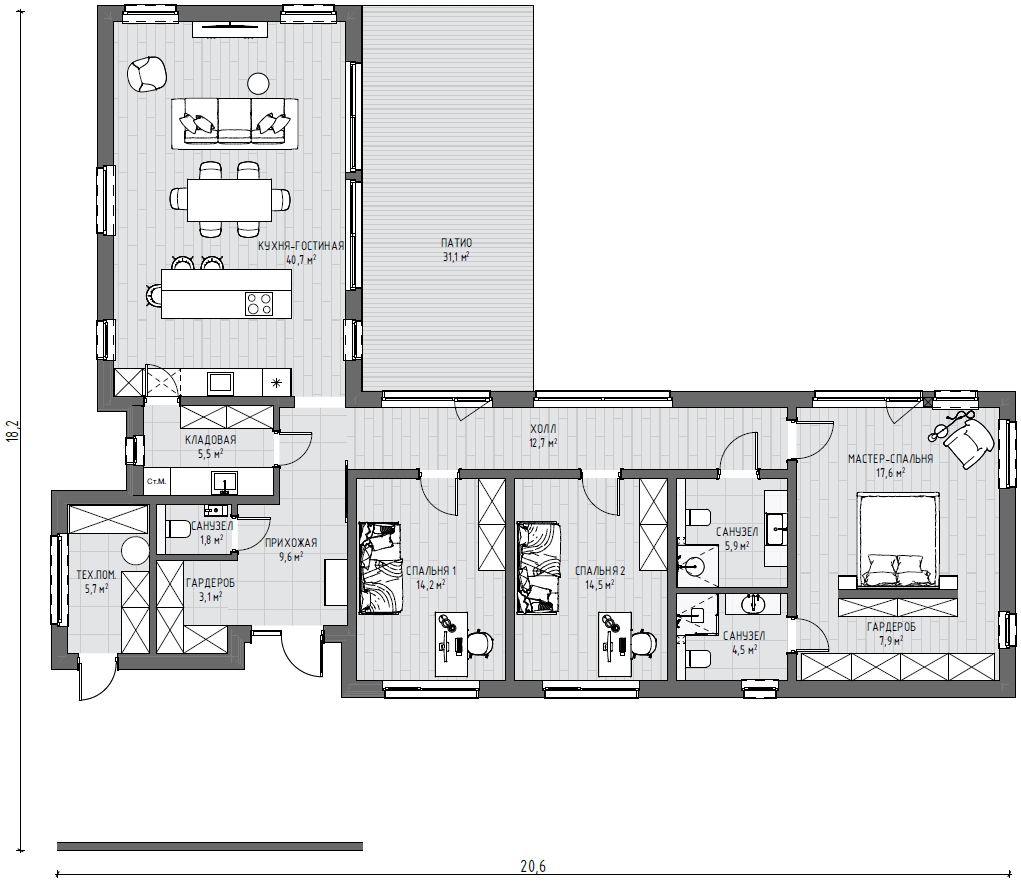 КУХНЯ-ГОСТИНАЯ
40,7 м²
ПАТИО
31,1 м²
18,2
КЛАДОВАЯ
5,5 м²
Ст.М.
ХОЛЛ
12,7 м²
МАСТЕР-СПАЛЬНЯ
17,6 м²
САНУЗЕЛ
1,8 м²
ПРИХОЖАЯ
9,6 м²
САНУЗЕЛ
5,9 м²
ТЕХ.ПОМ.
5,7 м²
ГАРДЕРОБ
3,1 м²
СПАЛЬНЯ 1
14,2 м²
СПАЛЬНЯ 2
14,5 м²
САНУЗЕЛ
4,5 м²
ГАРДЕРОБ
7,9 м²
20,6